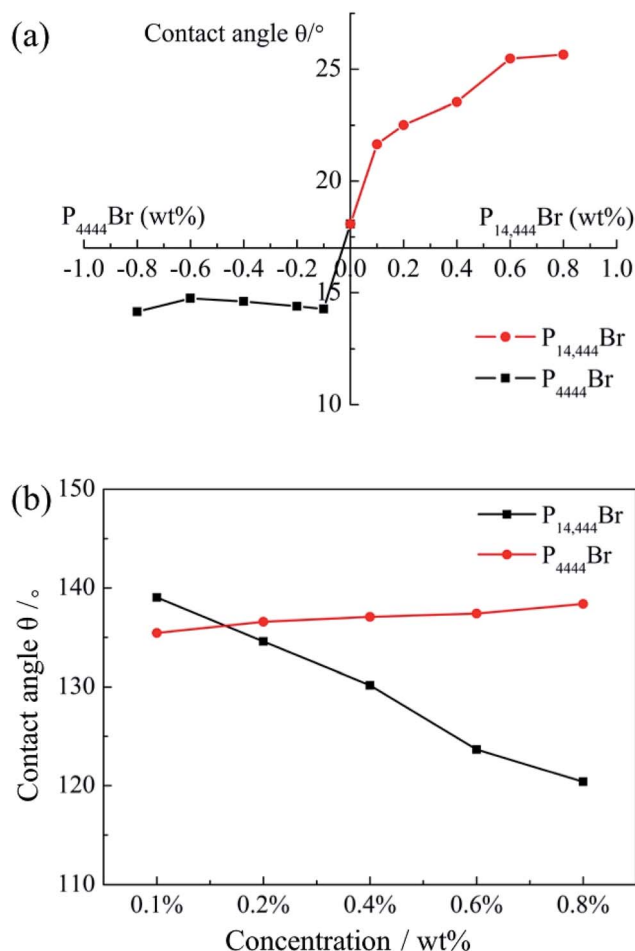 (a)
Contact angle θ/°
25
20
P4444Br (wt%)
P14,444Br (wt%)
-1.0 -0.8 -0.6 -0.4 -0.2 0.0 0.2 0.4 0.6 0.8 1.0
15
P14,444Br
P4444Br
10
(b)
150
P14,444Br
P4444Br
140
130
120
110
Contact angle θ /°
0.1% 0.2% 0.4% 0.6% 0.8%
Concentration / wt%